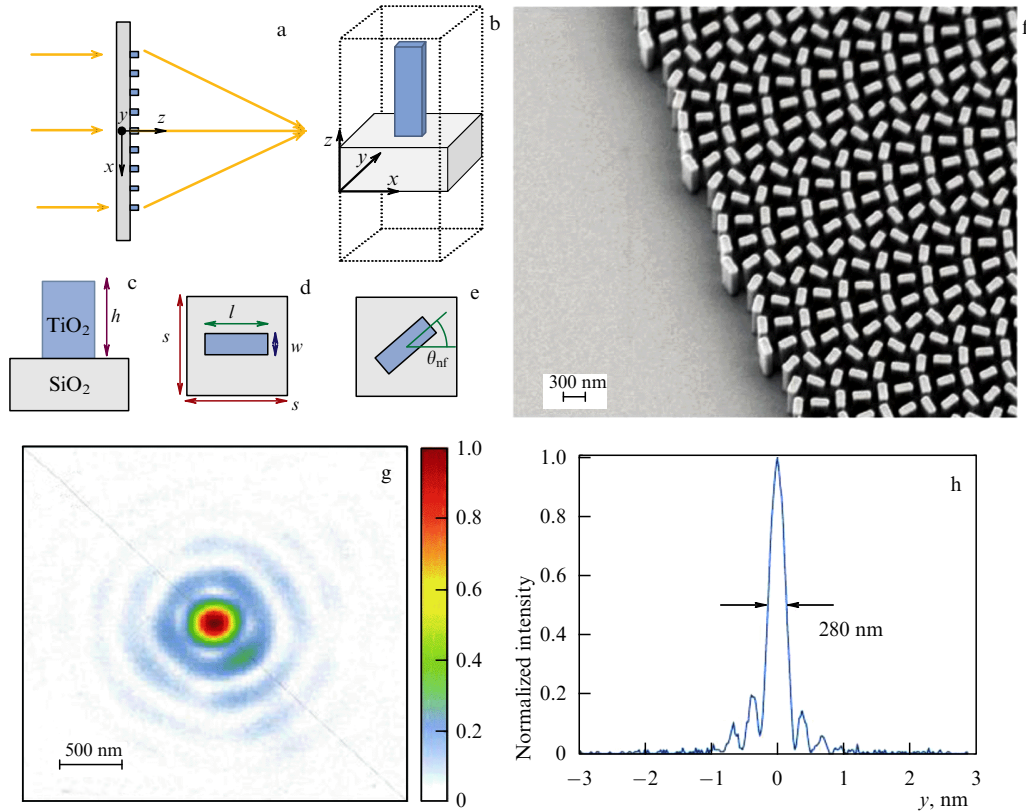 a
y
z
x
b
z
y
x
c
TiO2
h
SiO2
d
l
s
w
s
e
θnf
f
300 nm
g
500 nm
1.0
0.8
0.6
0.4
0.2
0
h
Normalized intensity
1.0
0.8
0.6
0.4
0.2
0
280 nm
−3 −2 −1 0 1 2 3
y, nm